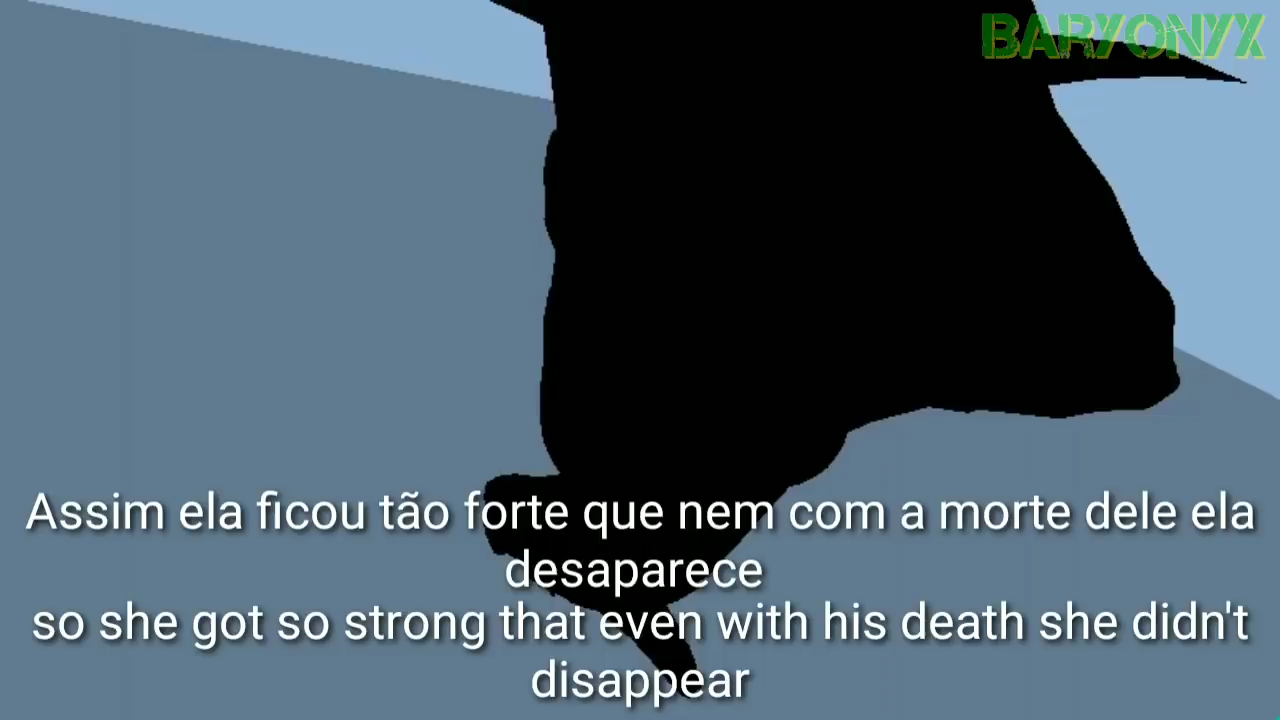 BARYONYX
Assim ela ficou tão forte que nem com a morte dele ela
desaparece
so she got so strong that even with his death she didn't
disappear